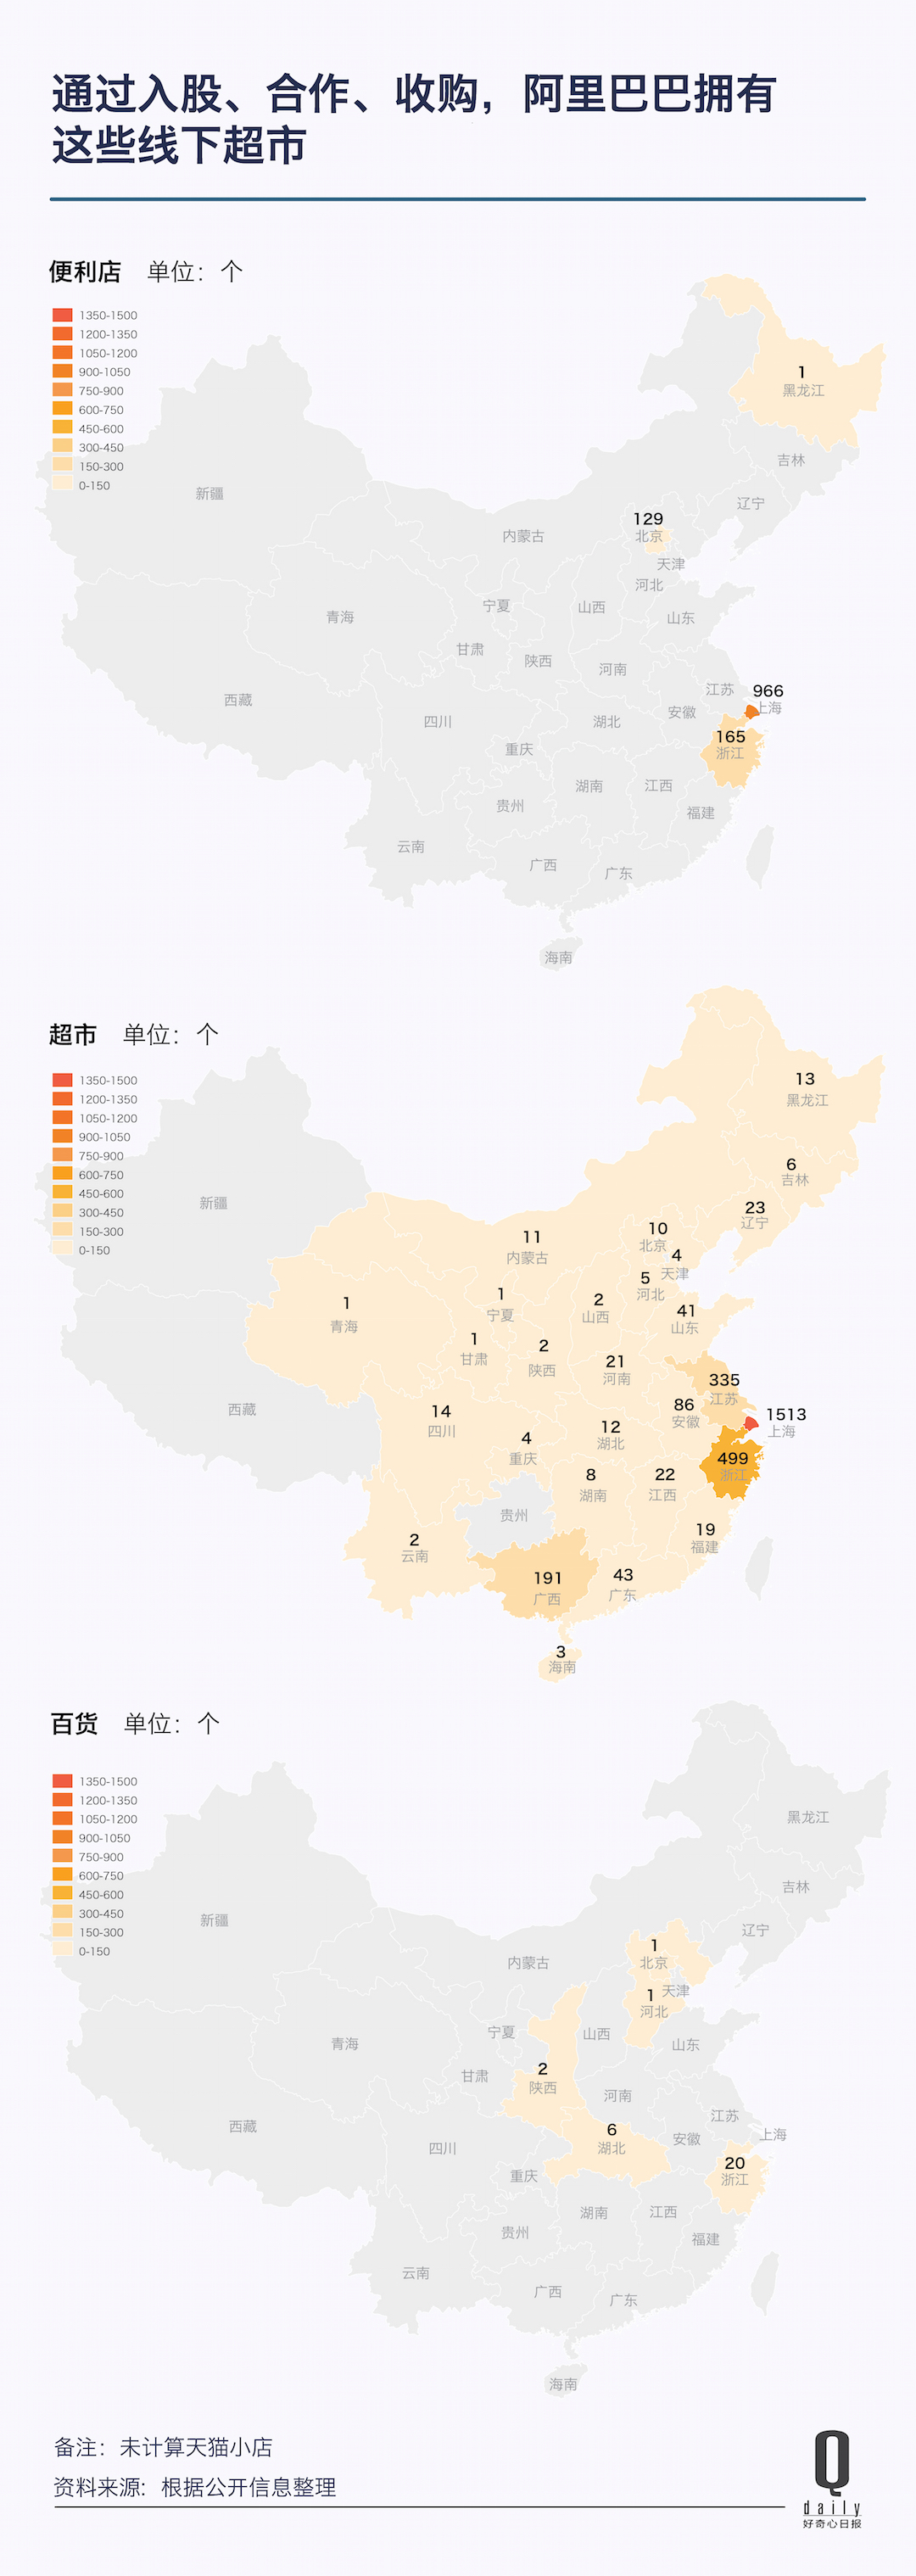 通过入股、合作、收购，阿里巴巴拥有
这些线下超市
便利店 单位：个
1350-1500
1200-1350
1050-1200
900-1050
750-900
600-750
450-600
300-450
150-300
0-150
1
黑龙江
吉林
新疆
辽宁
129
北京
内蒙古
天津
河北
宁夏
山西
青海
山东
甘肃
陕西
河南
江苏
966
上海
西藏
安徽
四川
湖北
165
浙江
重庆
湖南
江西
贵州
福建
云南
广西
广东
海南
超市 单位：个
1350-1500
1200-1350
1050-1200
900-1050
750-900
600-750
450-600
300-450
150-300
0-150
13
黑龙江
6
吉林
新疆
23
辽宁
10
北京
11
内蒙古
4
天津
5
河北
1
宁夏
2
山西
1
青海
41
山东
1
甘肃
2
陕西
21
河南
335
江苏
西藏
86
安徽
14
四川
1513
上海
12
湖北
4
重庆
499
浙江
8
湖南
22
江西
贵州
19
福建
2
云南
191
广西
43
广东
3
海南
百货 单位：个
1350-1500
1200-1350
1050-1200
900-1050
750-900
600-750
450-600
300-450
150-300
0-150
黑龙江
吉林
新疆
辽宁
1
北京
内蒙古
天津
1
河北
宁夏
山西
青海
山东
甘肃
2
陕西
河南
江苏
西藏
6
湖北
上海
安徽
四川
20
浙江
重庆
湖南
江西
贵州
福建
云南
广西
广东
海南
备注：未计算天猫小店
资料来源：根据公开信息整理
Q
daily
好奇心日报